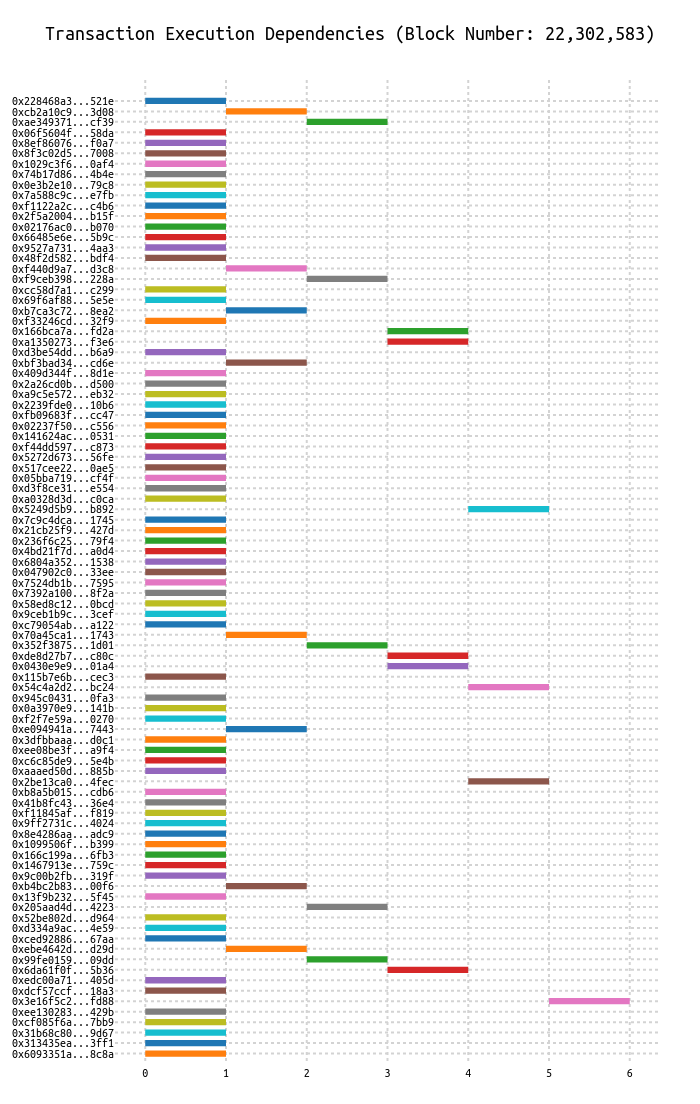 Transaction Execution Dependencies (Block Number: 22,302,583)
0x228468a3...521e
0xcb2a10c9...3d08
0xae349371...cf39
0x06f5604f...58da
0x8ef86076...f0a7
0x8f3c02d5...7008
0x1029c3f6...0af4
0x74b17d86...4b4e
0x0e3b2e10...79c8
0x7a588c9c...e7fb
0xf1122a2c...c4b6
0x2f5a2004...b15f
0x02176ac0...b070
0x66485e6e...5b9c
0x9527a731...4aa3
0x48f2d582...bdf4
0xf440d9a7...d3c8
0xf9ceb398...228a
0xcc58d7a1...c299
0x69f6af88...5e5e
0xb7ca3c72...8ea2
0xf33246cd...32f9
0x166bca7a...fd2a
0xa1350273...f3e6
0xd3be54dd...b6a9
0xbf3bad34...cd6e
0x409d344f...8d1e
0x2a26cd0b...d500
0xa9c5e572...eb32
0x2239fde0...10b6
0xfb09683f...cc47
0x02237f50...c556
0x141624ac...0531
0xf44dd597...c873
0x5272d673...56fe
0x517cee22...0ae5
0x05bba719...cf4f
0xd3f8ce31...e554
0xa0328d3d...c0ca
0x5249d5b9...b892
0x7c9c4dca...1745
0x21cb25f9...427d
0x236f6c25...79f4
0x4bd21f7d...a0d4
0x6804a352...1538
0x047902c0...33ee
0x7524db1b...7595
0x7392a100...8f2a
0x58ed8c12...0bcd
0x9ceb1b9c...3cef
0xc79054ab...a122
0x70a45ca1...1743
0x352f3875...1d01
0xde8d27b7...c80c
0x0430e9e9...01a4
0x115b7e6b...cec3
0x54c4a2d2...bc24
0x945c0431...0fa3
0x0a3970e9...141b
0xf2f7e59a...0270
0xe094941a...7443
0x3dfbbaaa...d0c1
0xee08be3f...a9f4
0xc6c85de9...5e4b
0xaaaed50d...885b
0x2be13ca0...4fec
0xb8a5b015...cdb6
0x41b8fc43...36e4
0xf11845af...f819
0x9ff2731c...4024
0x8e4286aa...adc9
0x1099506f...b399
0x166c199a...6fb3
0x1467913e...759c
0x9c00b2fb...319f
0xb4bc2b83...00f6
0x13f9b232...5f45
0x205aad4d...4223
0x52be802d...d964
0xd334a9ac...4e59
0xced92886...67aa
0xebe4642d...d29d
0x99fe0159...09dd
0x6da61f0f...5b36
0xedc00a71...405d
0xdcf57ccf...18a3
0x3e16f5c2...fd88
0xee130283...429b
0xcf085f6a...7bb9
0x31b68c80...9d67
0x313435ea...3ff1
0x6093351a...8c8a
0 1 2 3 4 5 6